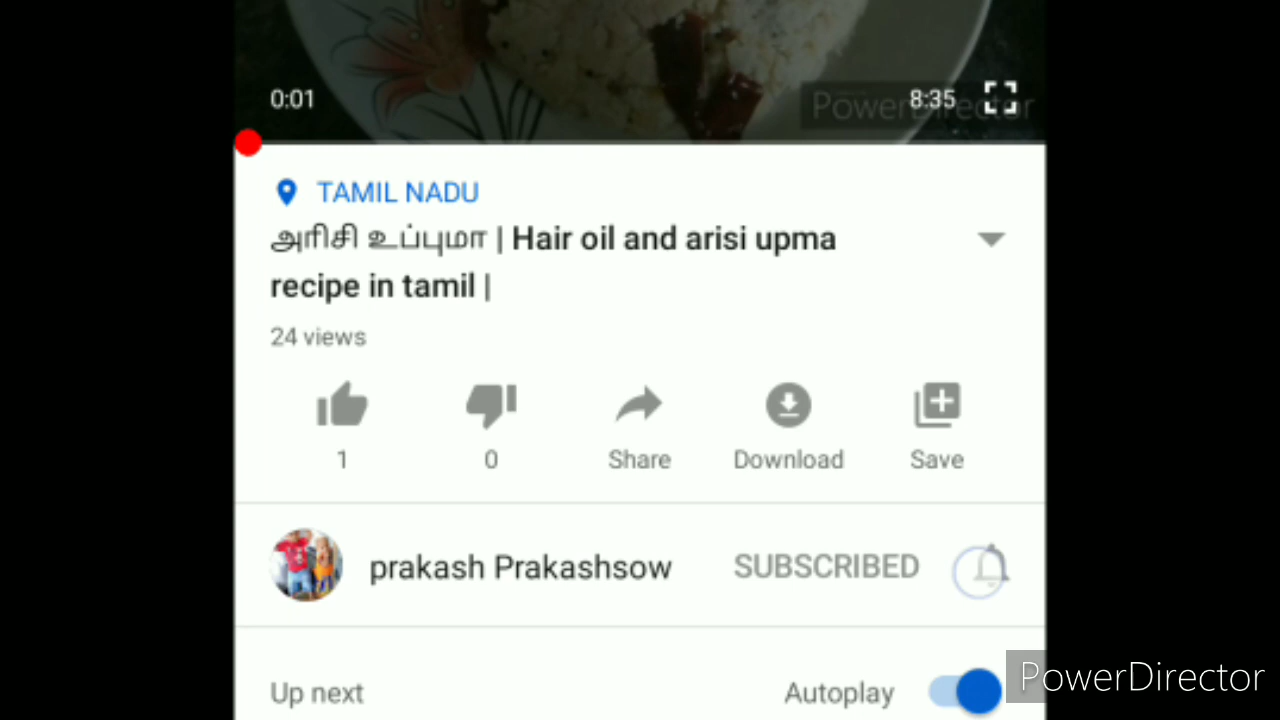 0:01
8:35
PowerDirector
TAMIL NADU
அரிசி உப்புமா | Hair oil and arisi upma
recipe in tamil |
24 views
1
0
Share
Download
Save
prakash Prakashsow
SUBSCRIBED
Up next
Autoplay
PowerDirector